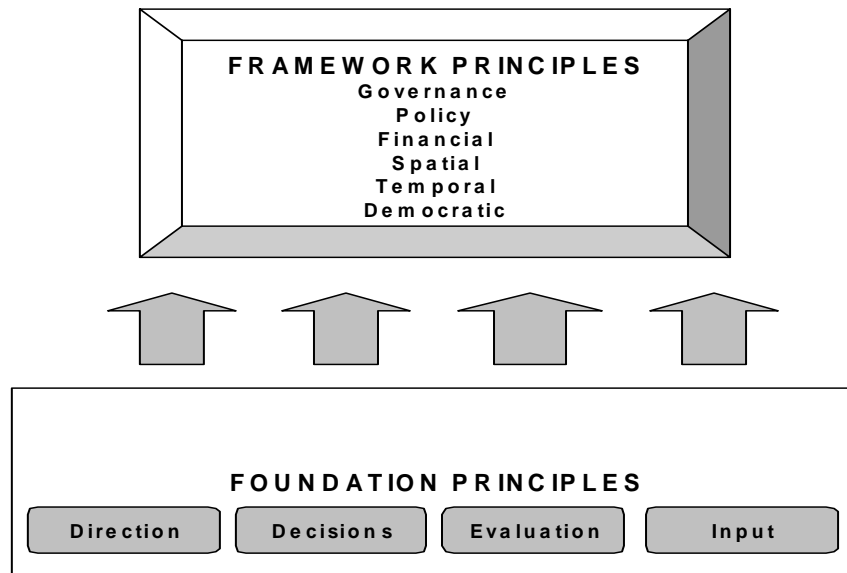 FRAMEWORK PRINCIPLES
Governance
Policy
Financial
Spatial
Temporal
Democratic
FOUNDATION PRINCIPLES
Direction Decisions Evaluation Input